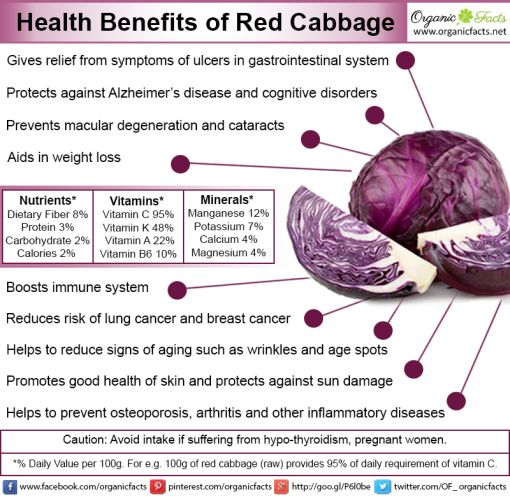 Health Benefits of Red Cabbage
Organic Facts
www.organicfacts.net
Gives relief from symptoms of ulcers in gastrointestinal system
Protects against Alzheimer's disease and cognitive disorders
Prevents macular degeneration and cataracts
Aids in weight loss
Nutrients*
Dietary Fiber 8%
Protein 3%
Carbohydrate 2%
Calories 2%
Vitamins*
Vitamin C 95%
Vitamin K 48%
Vitamin A 22%
Vitamin B6 10%
Minerals*
Manganese 12%
Potassium 7%
Calcium 4%
Magnesium 4%
Boosts immune system
Reduces risk of lung cancer and breast cancer
Helps to reduce signs of aging such as wrinkles and age spots
Promotes good health of skin and protects against sun damage
Helps to prevent osteoporosis, arthritis and other inflammatory diseases
Caution: Avoid intake if suffering from hypo-thyroidism, pregnant women.
*% Daily Value per 100g. For e.g. 100g of red cabbage (raw) provides 95% of daily requirement of vitamin C.
www.facebook.com/organicfacts pinterest.com/organicfacts http://goo.gl/P6I0be twitter.com/OF_organicfacts